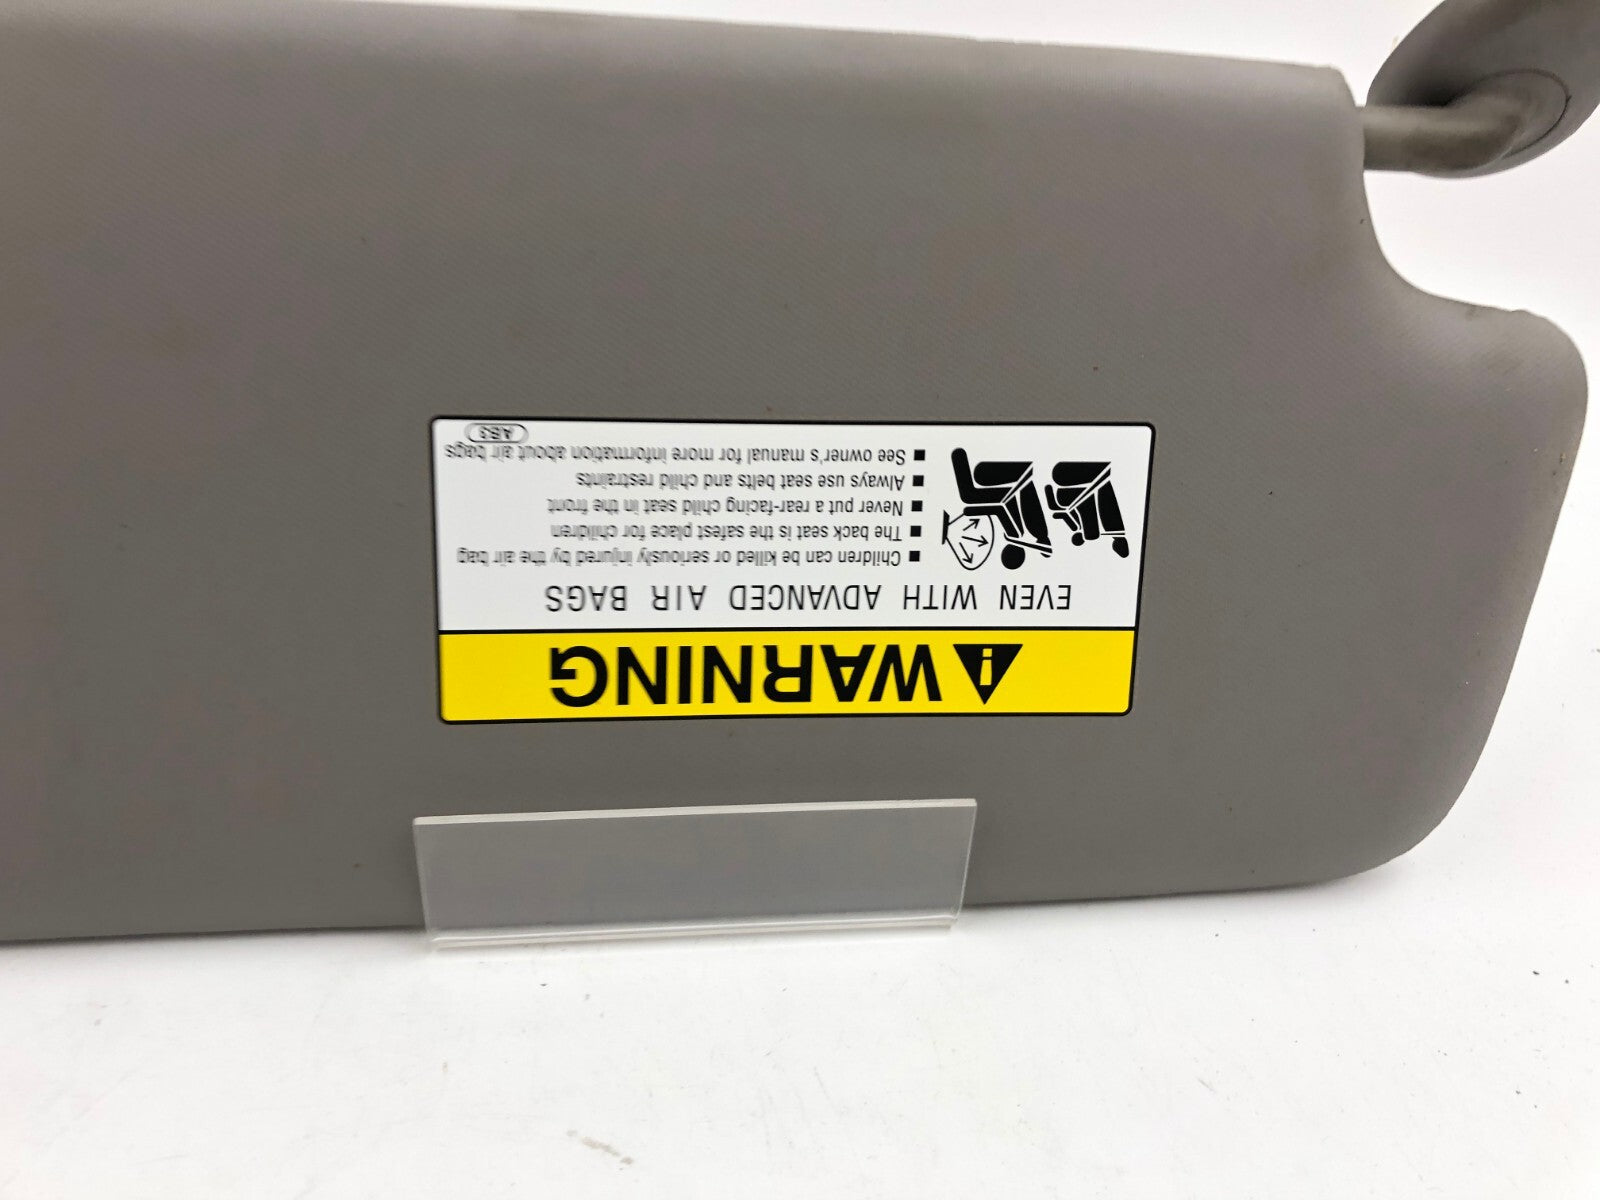 WARNING
EVEN WITH ADVANCED AIR BAGS
■ Children can be killed or seriously injured by the air bag
■ The back seat is the safest place for children
■ Never put a rear-facing child seat in the front
■ Always use seat belts and child restraints
■ See owner's manual for more information about air bags